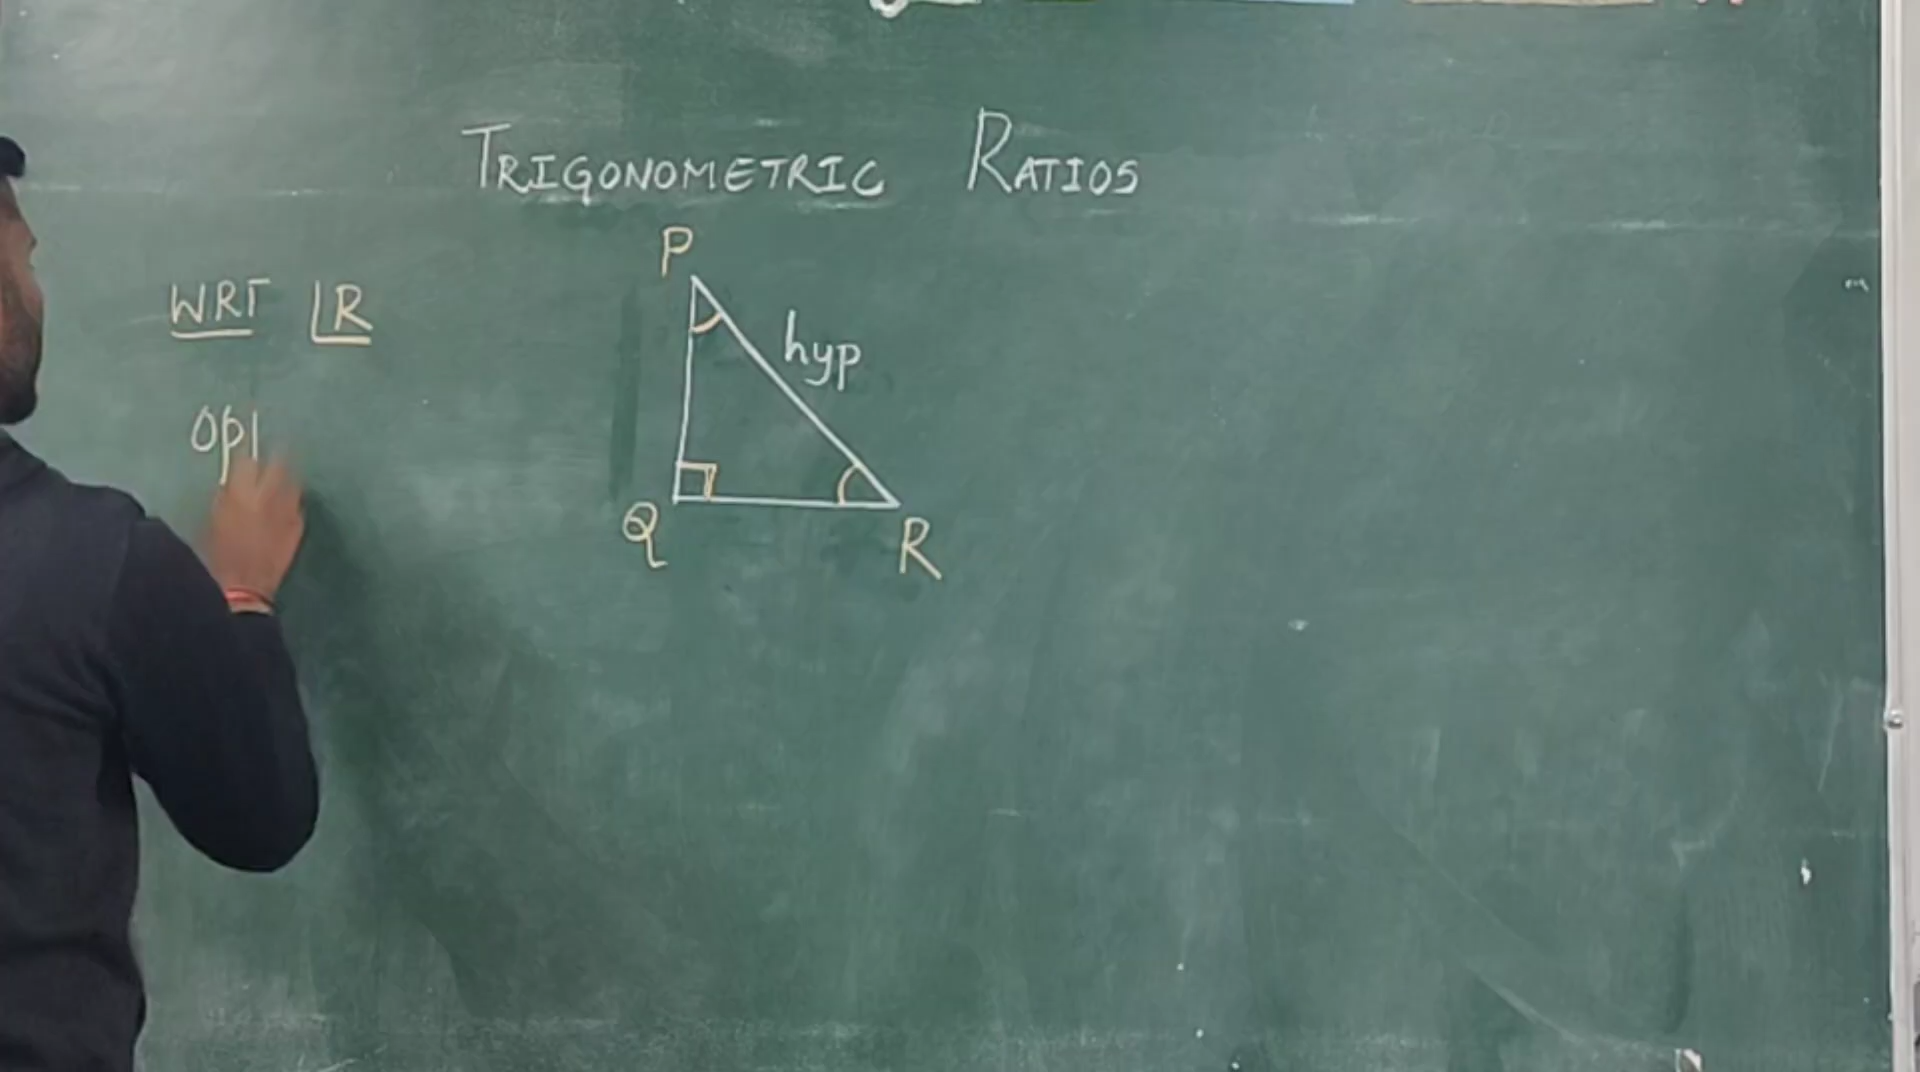 TRIGONOMETRIC RATIOS
P
WRT ∠R
hyp
opp
Q
R